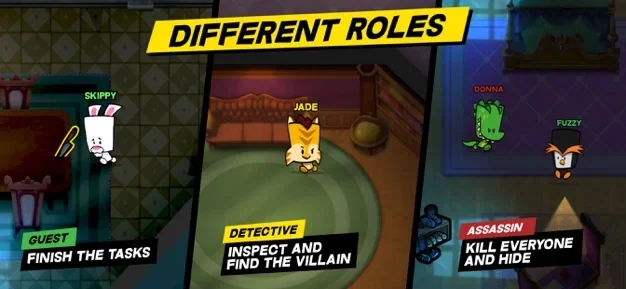 DIFFERENT ROLES
SKIPPY
GUEST
FINISH THE TASKS
JADE
DETECTIVE
INSPECT AND
FIND THE VILLAIN
DONNA
FUZZY
ASSASSIN
KILL EVERYONE
AND HIDE